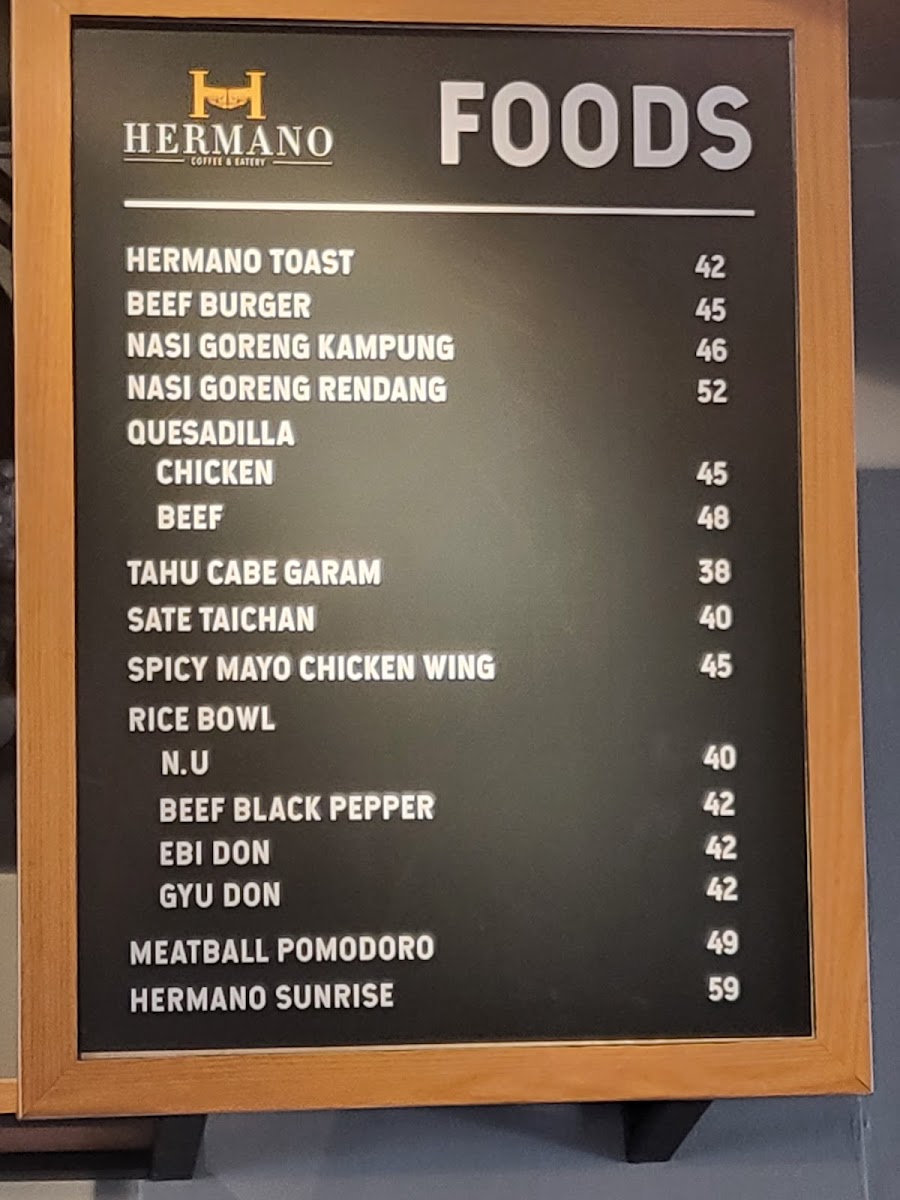 HERMANO
COFFEE & EATERY
FOODS
HERMANO TOAST 42
BEEF BURGER 45
NASI GORENG KAMPUNG 46
NASI GORENG RENDANG 52
QUESADILLA
CHICKEN 45
BEEF 48
TAHU CABE GARAM 38
SATE TAICHAN 40
SPICY MAYO CHICKEN WING 45
RICE BOWL
N.U 40
BEEF BLACK PEPPER 42
EBI DON 42
GYU DON 42
MEATBALL POMODORO 49
HERMANO SUNRISE 59